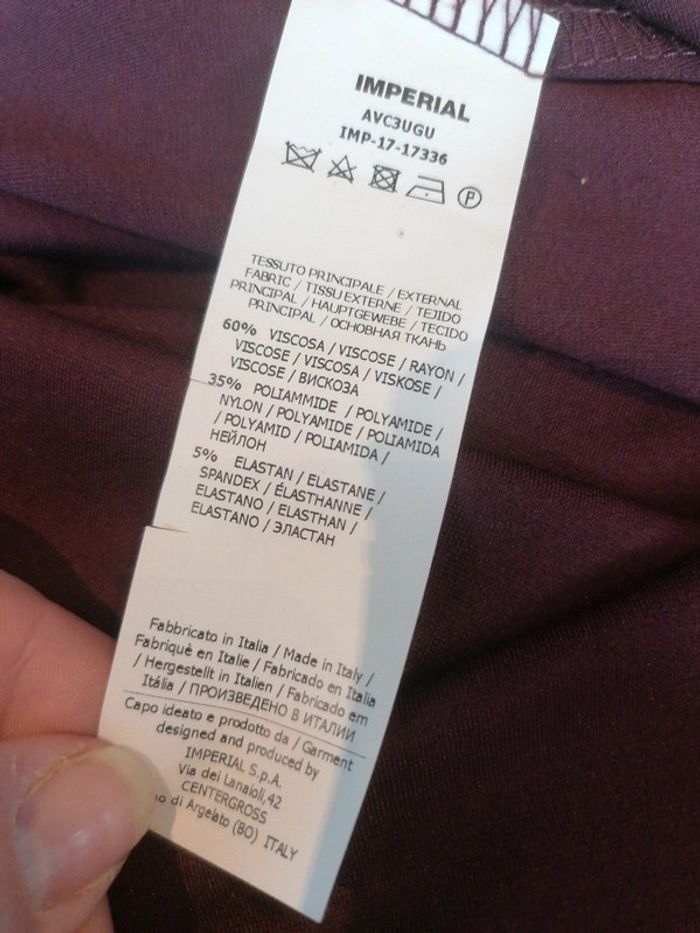 IMPERIAL
AVC3UGU
IMP-17-17336
P
TESSUTO PRINCIPALE / EXTERNAL
FABRIC / TISSU EXTERNE / TEJIDO
PRINCIPAL / HAUPTGEWEBE / TECIDO
PRINCIPAL / ОСНОВНАЯ ТКАНЬ
60% VISCOSA / VISCOSE / RAYON /
VISCOSE / VISCOSA / VISKOSE /
VISCOSE / ВИСКОЗА
35% POLIAMMIDE / POLYAMIDE /
NYLON / POLYAMIDE / POLIAMIDA
/ POLYAMID / POLIAMIDA /
НЕЙЛОН
5% ELASTAN / ELASTANE /
SPANDEX / ÉLASTHANNE /
ELASTANO / ELASTHAN /
ELASTANO / ЭЛАСТАН
Fabbricato in Italia / Made in Italy /
Fabriquè en Italie / Fabricado en Italia
/ Hergestellt in Italien / Fabricado em
Itália / ПРОИЗВЕДЕНО В ИТАЛИИ
Capo ideato e prodotto da / Garment
designed and produced by
IMPERIAL S.p.A.
Via dei Lanaioli,42
CENTERGROSS
di Argelato (BO) ITALY